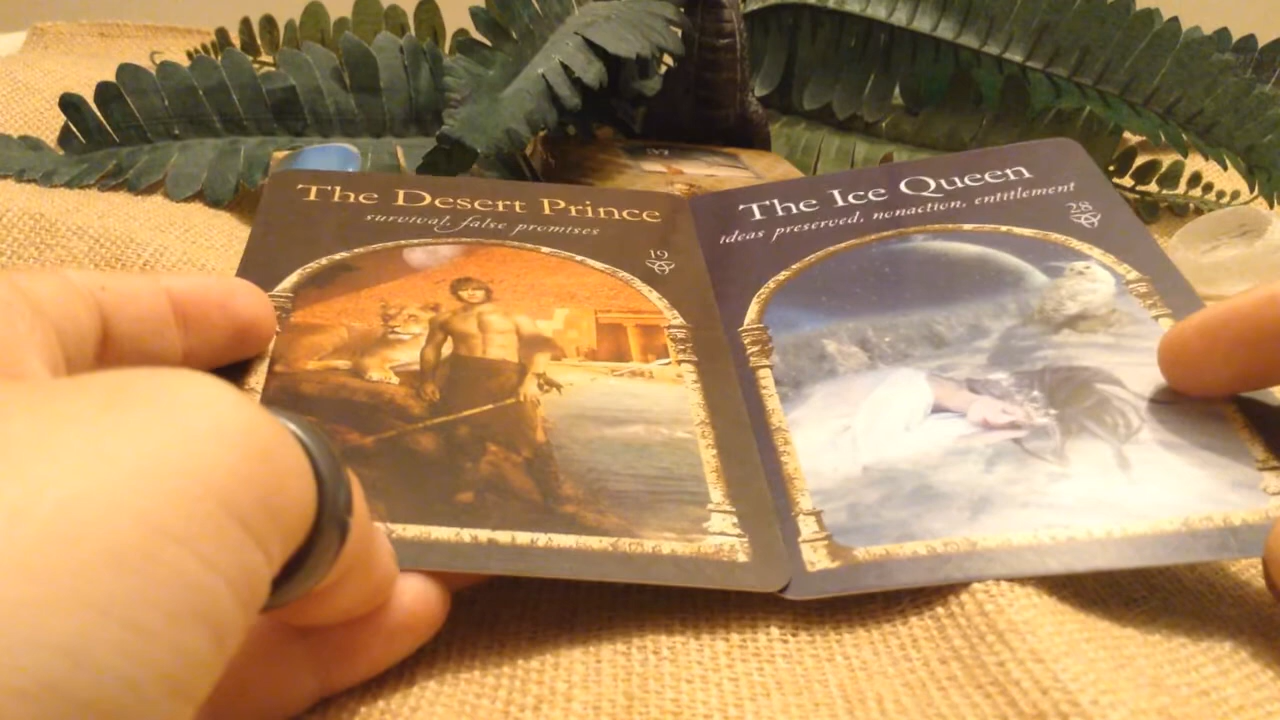 The Desert Prince
survival, false promises
19
The Ice Queen
ideas preserved, nonaction, entitlement
28